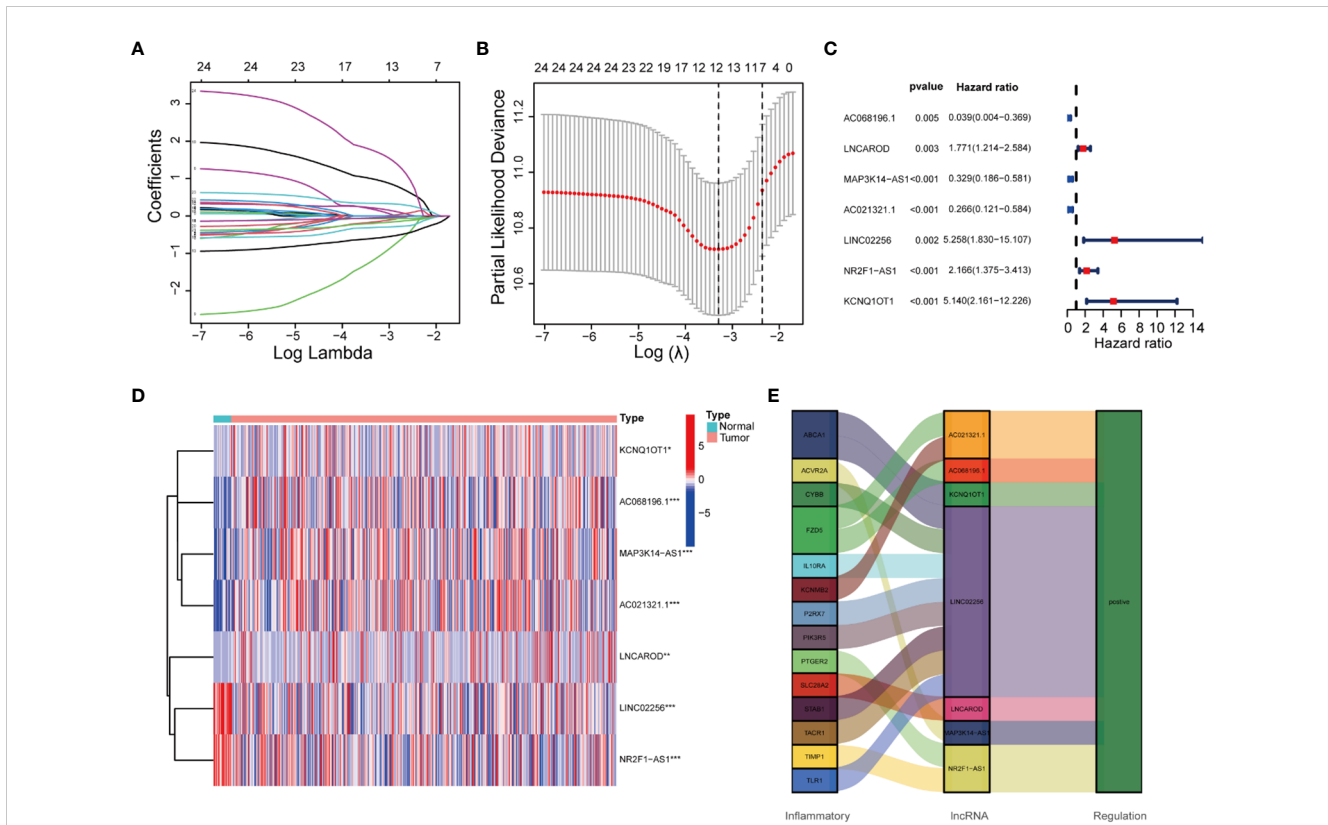 A
24 24 23 17 13 7
3
2
1
0
−1
−2
Coefficients
−7 −6 −5 −4 −3 −2
Log Lambda
B
24 24 24 24 24 23 22 19 17 12 12 13 11 7 4 0
11.2
11.0
10.8
10.6
Partial Likelihood Deviance
−7 −6 −5 −4 −3 −2
Log (λ)
C
pvalue Hazard ratio
AC068196.1 0.005 0.039(0.004−0.369)
LNCAROD 0.003 1.771(1.214−2.584)
MAP3K14−AS1 <0.001 0.329(0.186−0.581)
AC021321.1 <0.001 0.266(0.121−0.584)
LINC02256 0.002 5.258(1.830−15.107)
NR2F1−AS1 <0.001 2.166(1.375−3.413)
KCNQ1OT1 <0.001 5.140(2.161−12.226)
0 2 4 6 8 10 12 14
Hazard ratio
D
Type
KCNQ1OT1*
AC068196.1***
MAP3K14−AS1***
AC021321.1***
LNCAROD**
LINC02256***
NR2F1−AS1***
5
0
−5
Type
Normal
Tumor
E
ABCA1
ACVR2A
CYBB
FZD5
IL10RA
KCNMB2
P2RX7
PIK3R5
PTGER2
SLC28A2
STAB1
TACR1
TIMP1
TLR1
Inflammatory
AC021321.1
AC068196.1
KCNQ1OT1
LINC02256
LNCAROD
MAP3K14−AS1
NR2F1−AS1
lncRNA
postive
Regulation